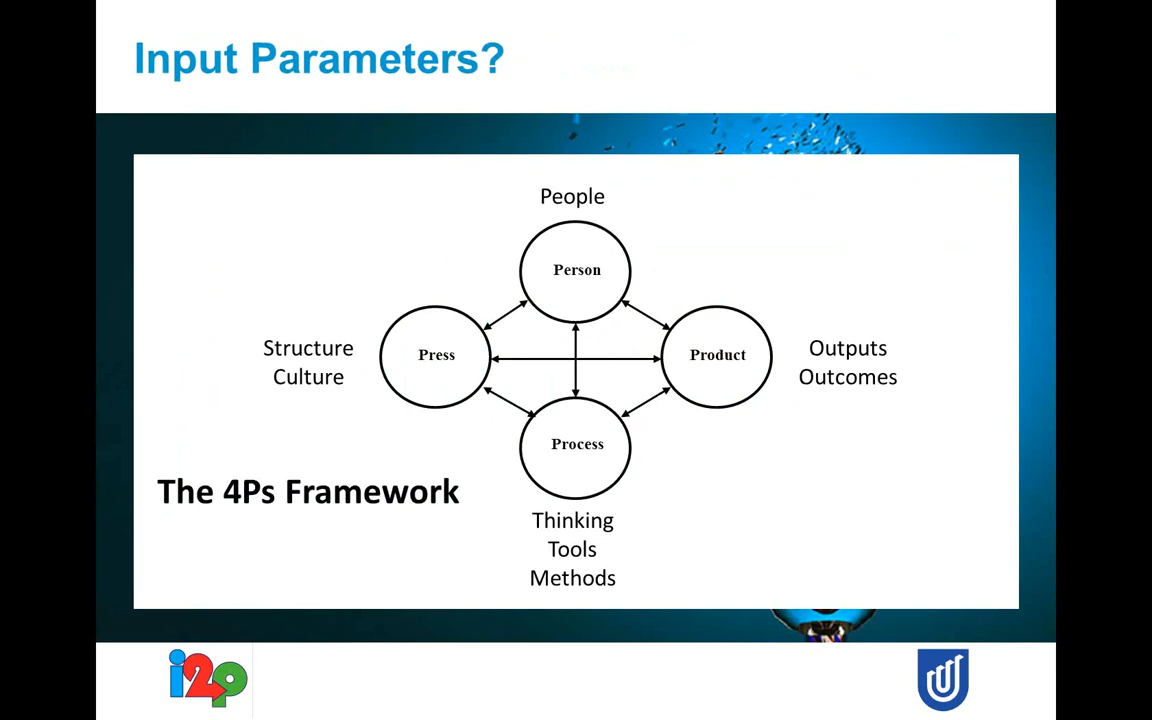 Input Parameters?
People
Person
Structure
Culture
Press
Product
Outputs
Outcomes
Process
The 4Ps Framework
Thinking
Tools
Methods
i2p